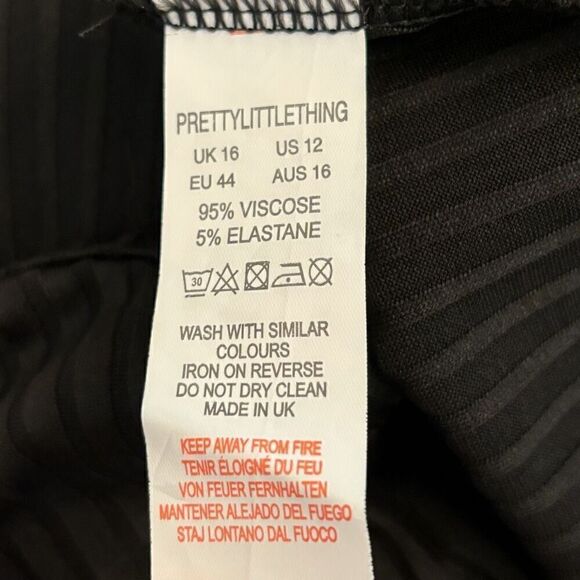 PRETTYLITTLETHING
UK 16 US 12
EU 44 AUS 16
95% VISCOSE
5% ELASTANE
30
WASH WITH SIMILAR
COLOURS
IRON ON REVERSE
DO NOT DRY CLEAN
MADE IN UK
KEEP AWAY FROM FIRE
TENIR ÉLOIGNÉ DU FEU
VON FEUER FERNHALTEN
MANTENER ALEJADO DEL FUEGO
STAJ LONTANO DAL FUOCO